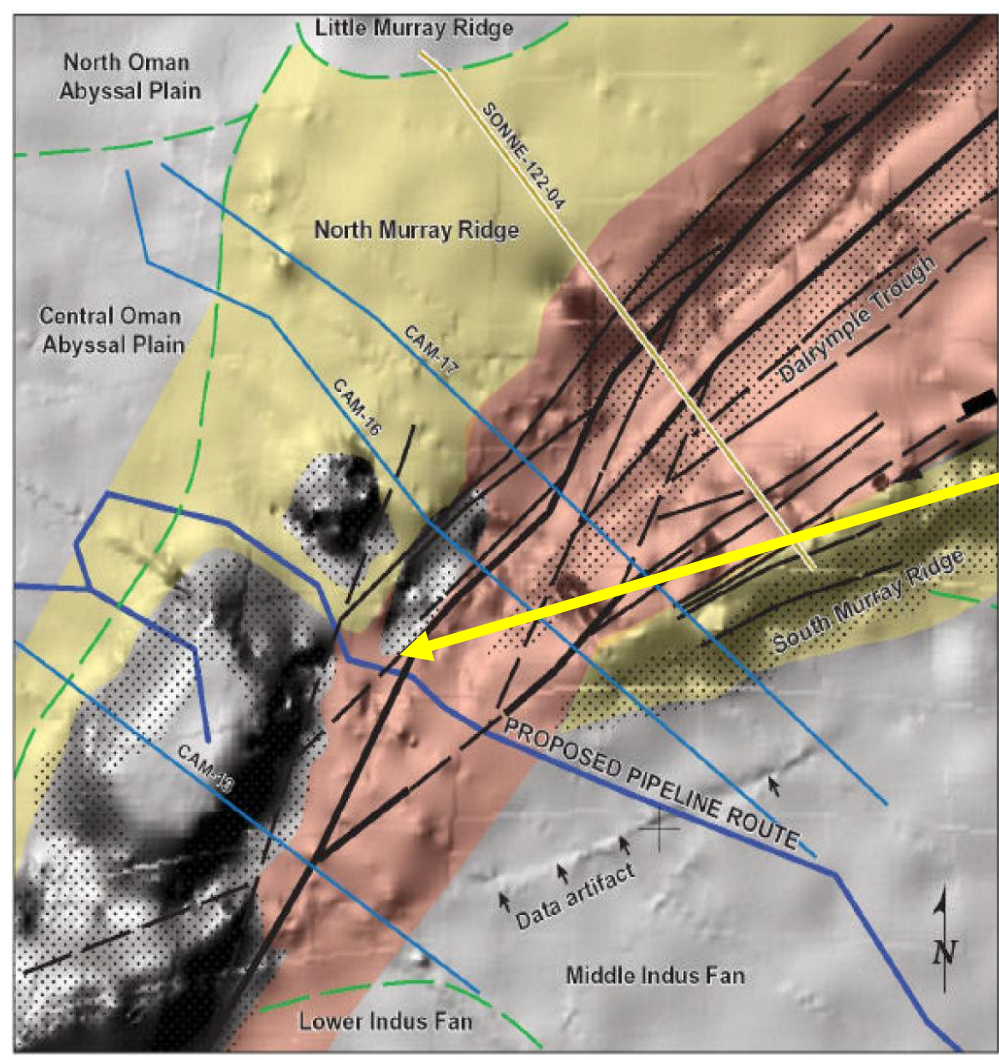 Little Murray Ridge
North Oman
Abyssal Plain
SONNE-122-04
North Murray Ridge
Dalrymple Trough
Central Oman
Abyssal Plain
CAM-17
CAM-16
South Murray Ridge
PROPOSED PIPELINE ROUTE
CAM-13
Data artifact
N
Middle Indus Fan
Lower Indus Fan